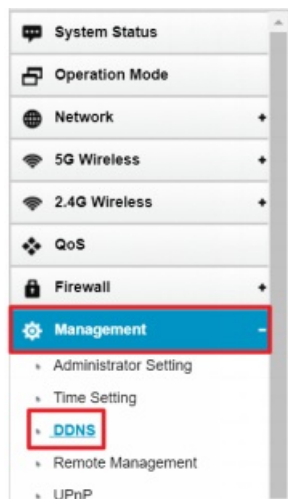 System Status
Operation Mode
Network +
5G Wireless +
2.4G Wireless +
QoS
Firewall +
Management -
Administrator Setting
Time Setting
DDNS
Remote Management
UPnP